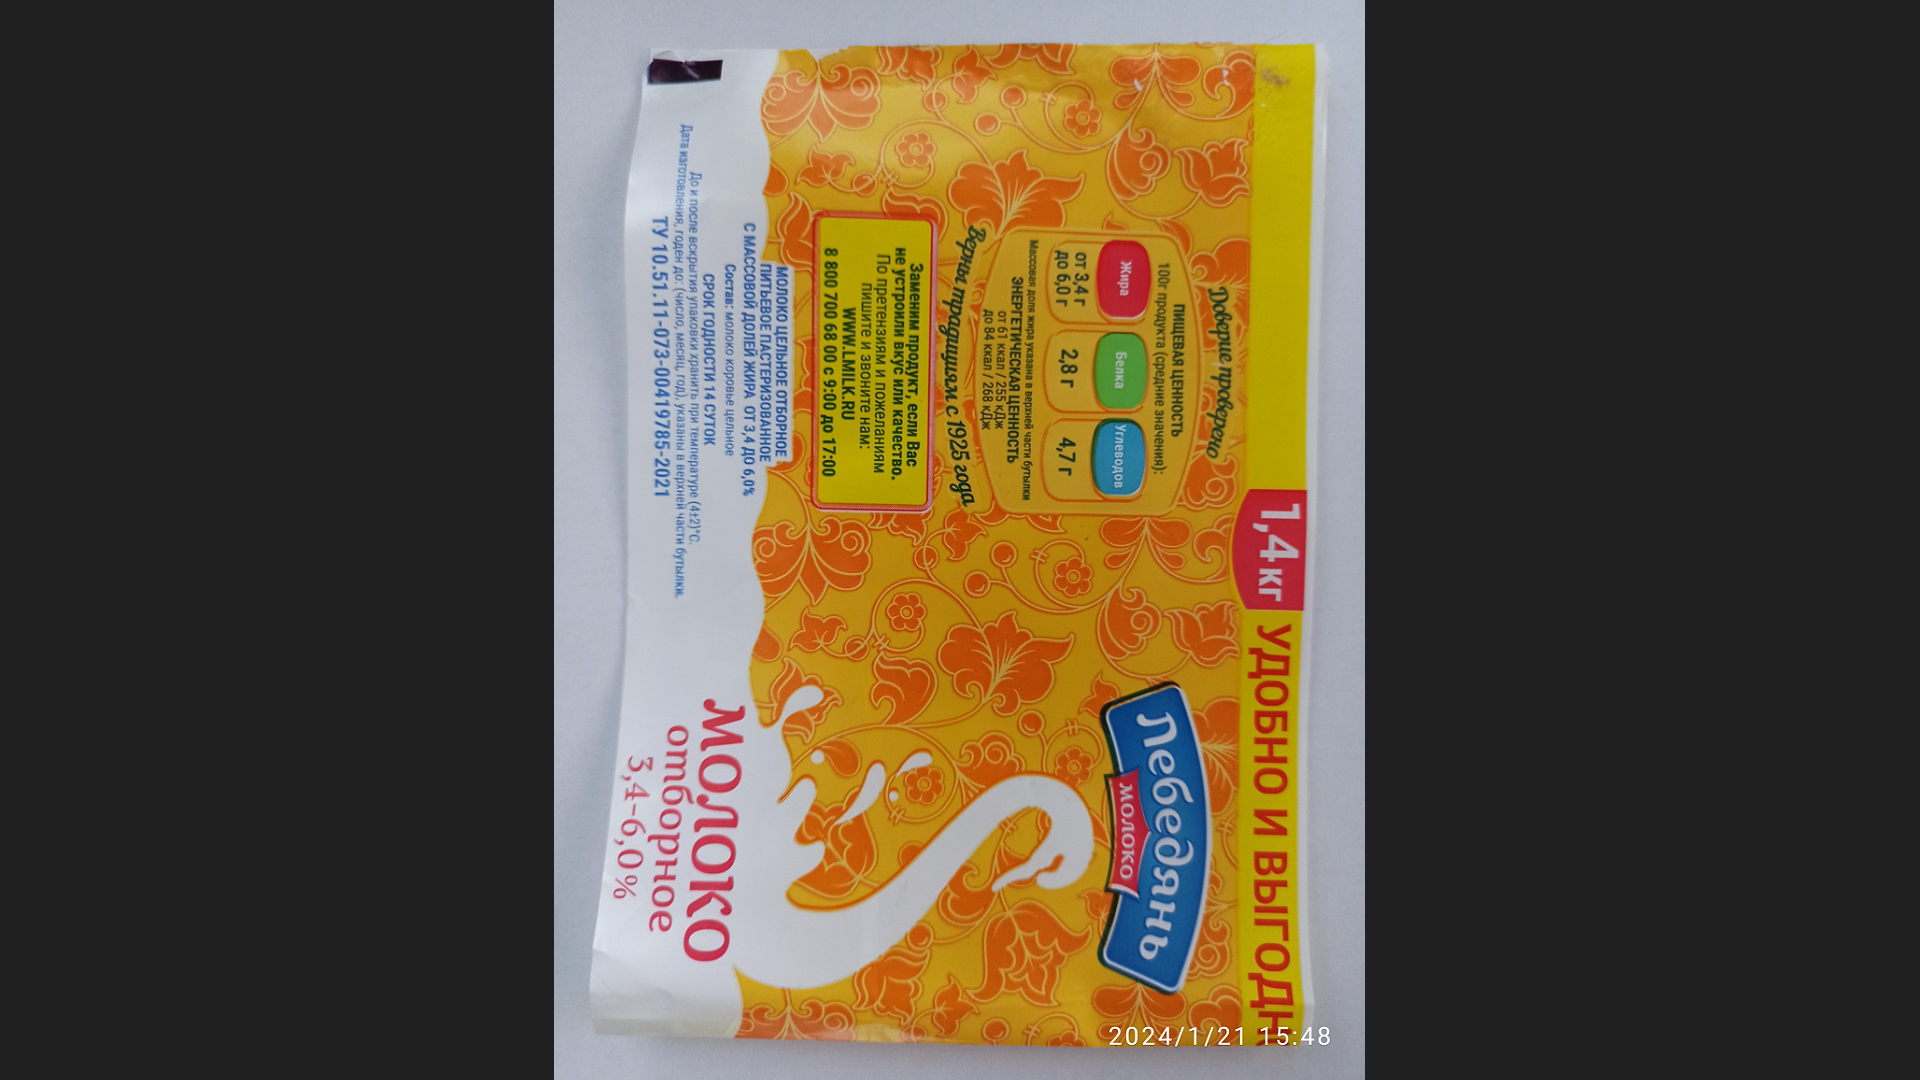 1,4 кг УДОБНО И ВЫГОДН
Доверие проверено
ПИЩЕВАЯ ЦЕННОСТЬ
100г продукта (средние значения):
Жира
Белка
Углеводов
от 3,4 г
до 6,0 г
2,8 г
4,7 г
Массовая доля жира указана в верхней части бутылки
ЭНЕРГЕТИЧЕСКАЯ ЦЕННОСТЬ
от 61 ккал / 255 кДж
до 84 ккал / 268 кДж
Верны традициям с 1925 года
Заменим продукт, если Вас
не устроили вкус или качество.
По претензиям и пожеланиям
пишите и звоните нам:
WWW.LMILK.RU
8 800 700 68 00 с 9:00 до 17:00
МОЛОКО ЦЕЛЬНОЕ ОТБОРНОЕ
ПИТЬЕВОЕ ПАСТЕРИЗОВАННОЕ
С МАССОВОЙ ДОЛЕЙ ЖИРА ОТ 3,4 ДО 6,0%
Состав: молоко коровье цельное
СРОК ГОДНОСТИ 14 СУТОК
До и после вскрытия упаковки хранить при температуре (4±2)°С.
Дата изготовления, годен до: (число, месяц, год), указаны в верхней части бутылки.
ТУ 10.51.11-073-00419785-2021
Лебедянь
молоко
МОЛОКО
отборное
3,4-6,0%
2024/1/21 15:48